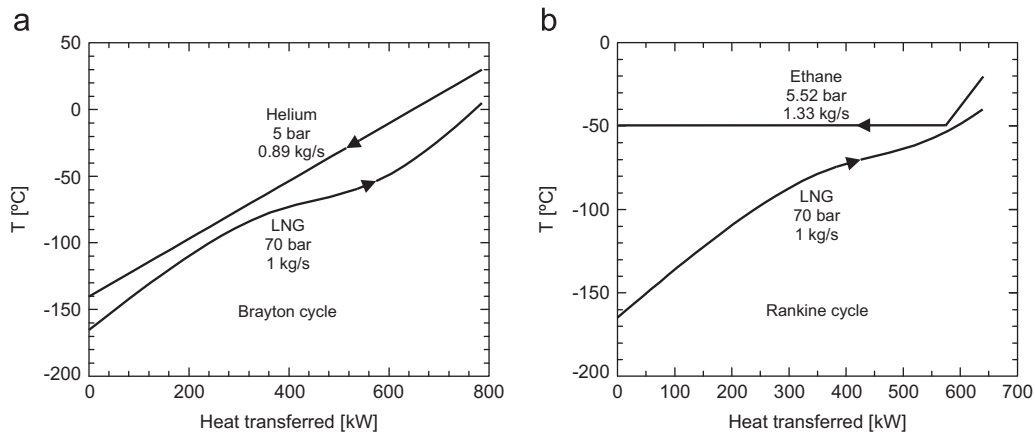 a
50
0
-50
-100
-150
-200
T [ºC]
Helium
5 bar
0.89 kg/s
LNG
70 bar
1 kg/s
Brayton cycle
0
200
400
600
800
Heat transferred [kW]
b
0
-50
-100
-150
-200
T [ºC]
Ethane
5.52 bar
1.33 kg/s
LNG
70 bar
1 kg/s
Rankine cycle
0
100
200
300
400
500
600
700
Heat transferred [kW]